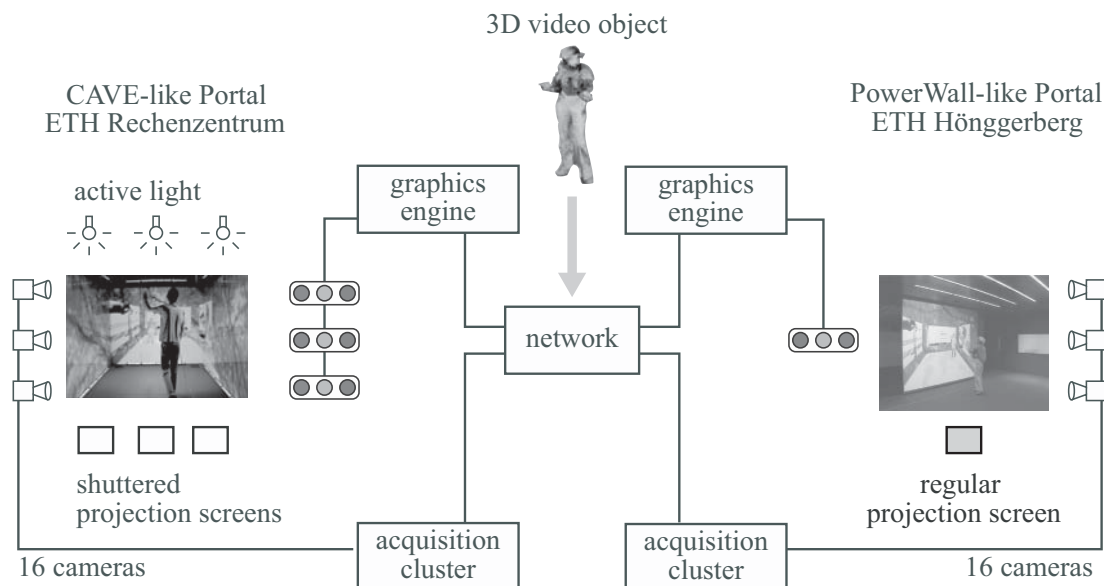 3D video object
CAVE-like Portal
ETH Rechenzentrum
PowerWall-like Portal
ETH Hönggerberg
active light
graphics
engine
graphics
engine
network
shuttered
projection screens
regular
projection screen
acquisition
cluster
acquisition
cluster
16 cameras
16 cameras